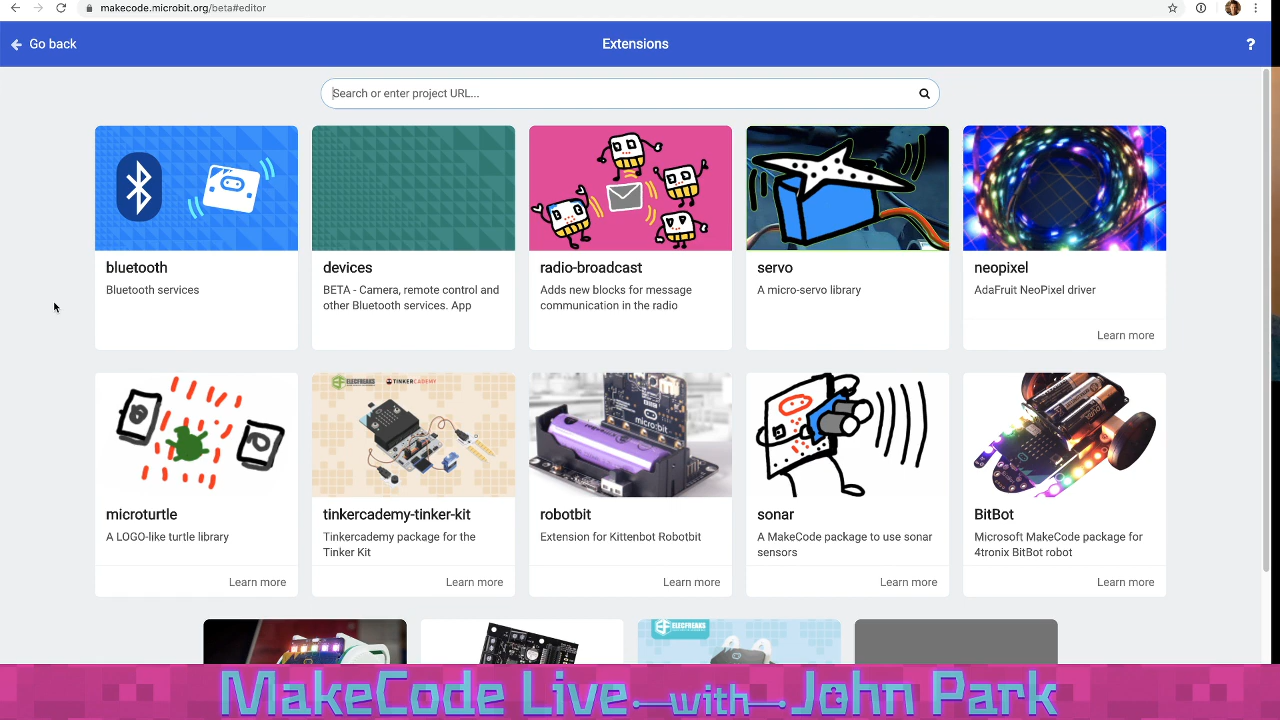 makecode.microbit.org/beta#editor
Go back
Extensions
?
Search or enter project URL...
bluetooth
Bluetooth services
devices
BETA - Camera, remote control and
other Bluetooth services. App
radio-broadcast
Adds new blocks for message
communication in the radio
servo
A micro-servo library
neopixel
AdaFruit NeoPixel driver
Learn more
ELECFREAKS TINKERCADEMY
micro:bit
microturtle
A LOGO-like turtle library
Learn more
tinkercademy-tinker-kit
Tinkercademy package for the
Tinker Kit
Learn more
robotbit
Extension for Kittenbot Robotbit
Learn more
sonar
A MakeCode package to use sonar
sensors
Learn more
BitBot
Microsoft MakeCode package for
4tronix BitBot robot
Learn more
ELECFREAKS
MakeCode Live with John Park